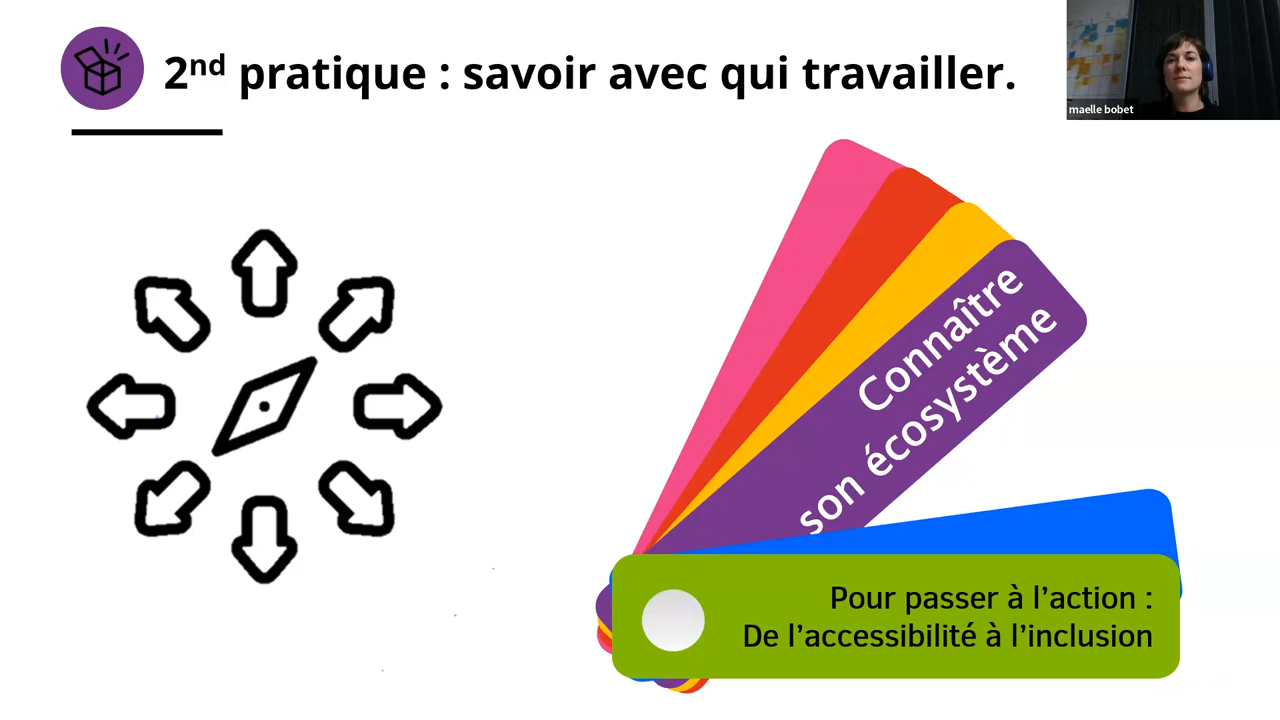 2nd pratique : savoir avec qui travailler.
maelle bobet
Connaître
son écosystème
Pour passer à l’action :
De l’accessibilité à l’inclusion